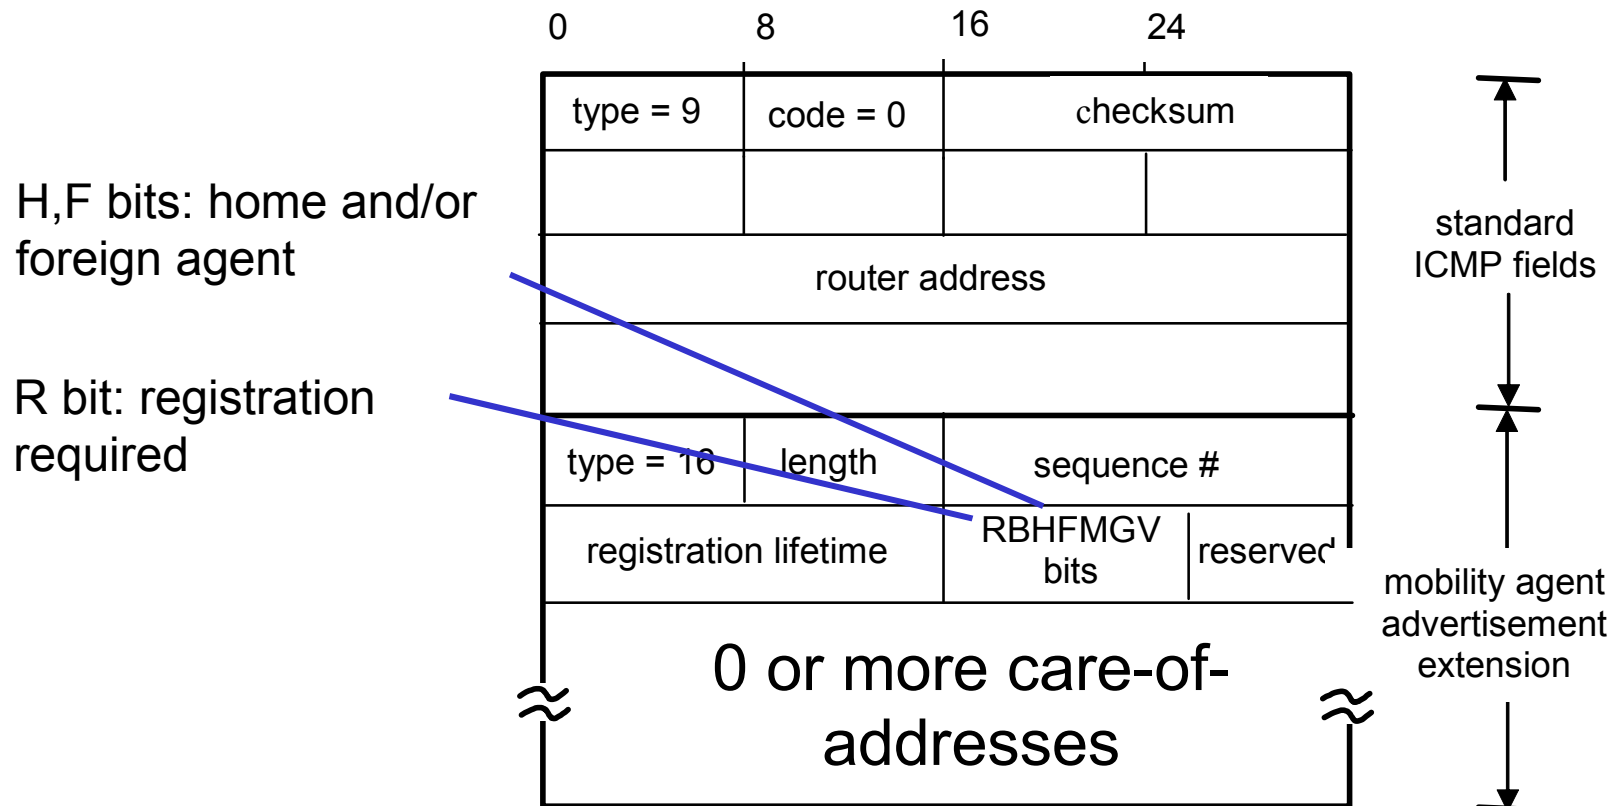 0 8 16 24
type = 9 code = 0 checksum
H,F bits: home and/or
foreign agent
standard
ICMP fields
router address
R bit: registration
required
type = 16 length sequence #
registration lifetime RBHFMGV
bits reserved
mobility agent
advertisement
extension
0 or more care-of-
addresses